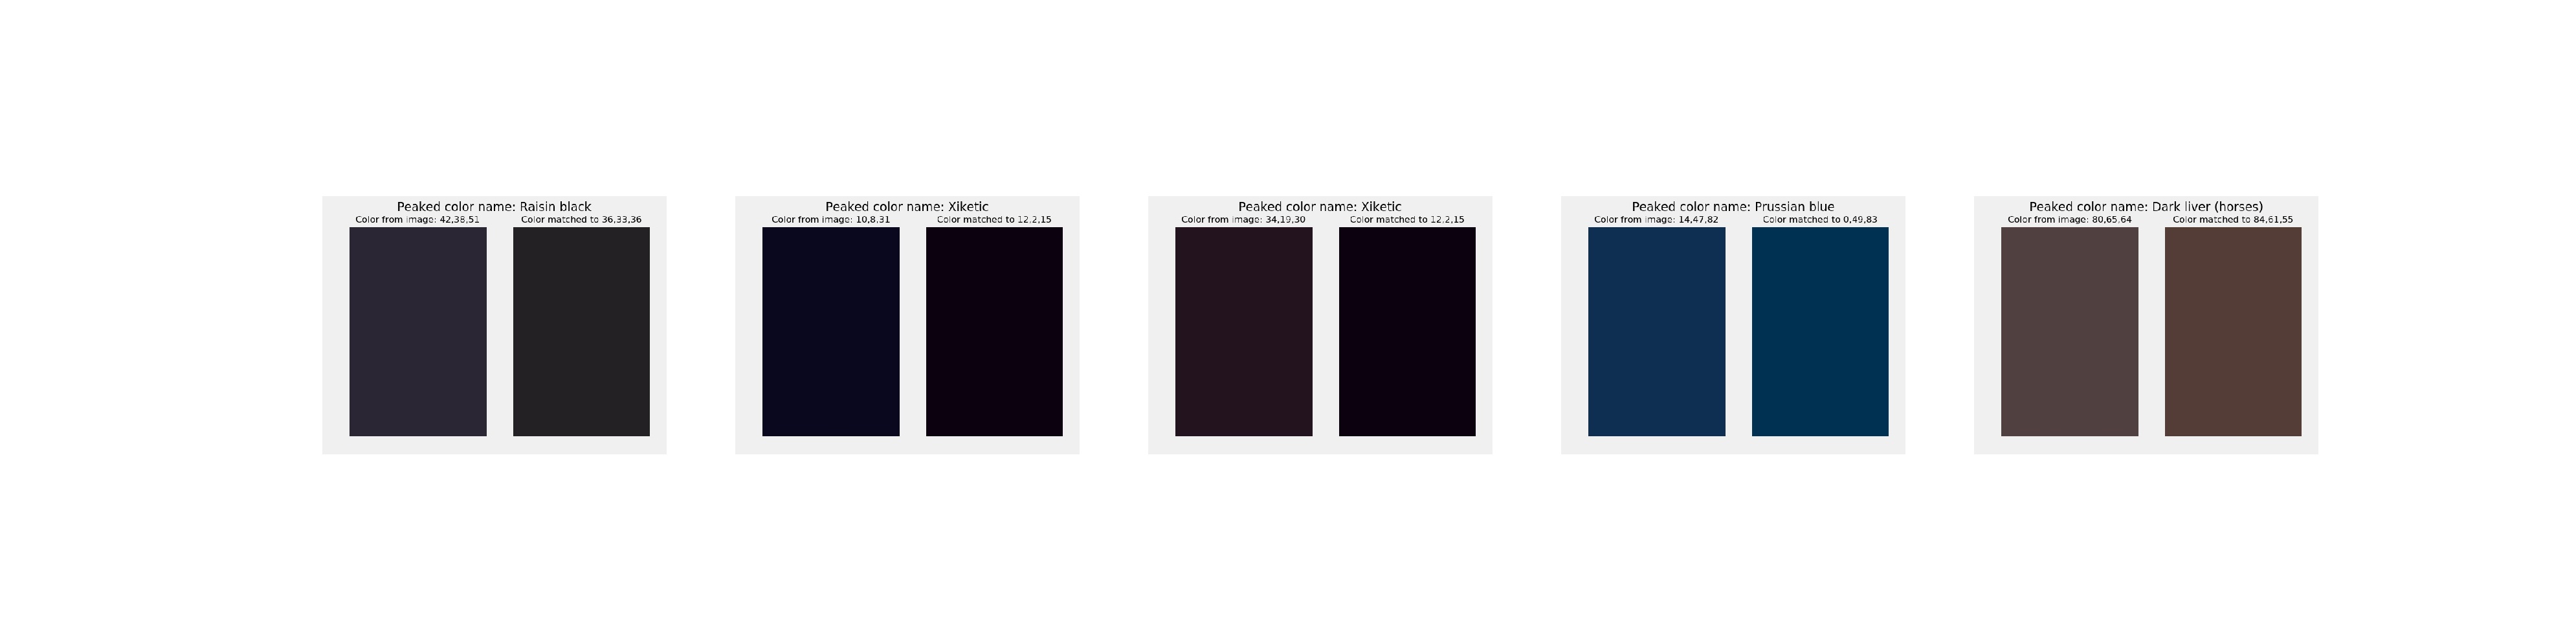 Peaked color name: Raisin black
Color from image: 42,38,51
Color matched to 36,33,36
Peaked color name: Xiketic
Color from image: 10,8,31
Color matched to 12,2,15
Peaked color name: Xiketic
Color from image: 34,19,30
Color matched to 12,2,15
Peaked color name: Prussian blue
Color from image: 14,47,82
Color matched to 0,49,83
Peaked color name: Dark liver (horses)
Color from image: 80,65,64
Color matched to 84,61,55